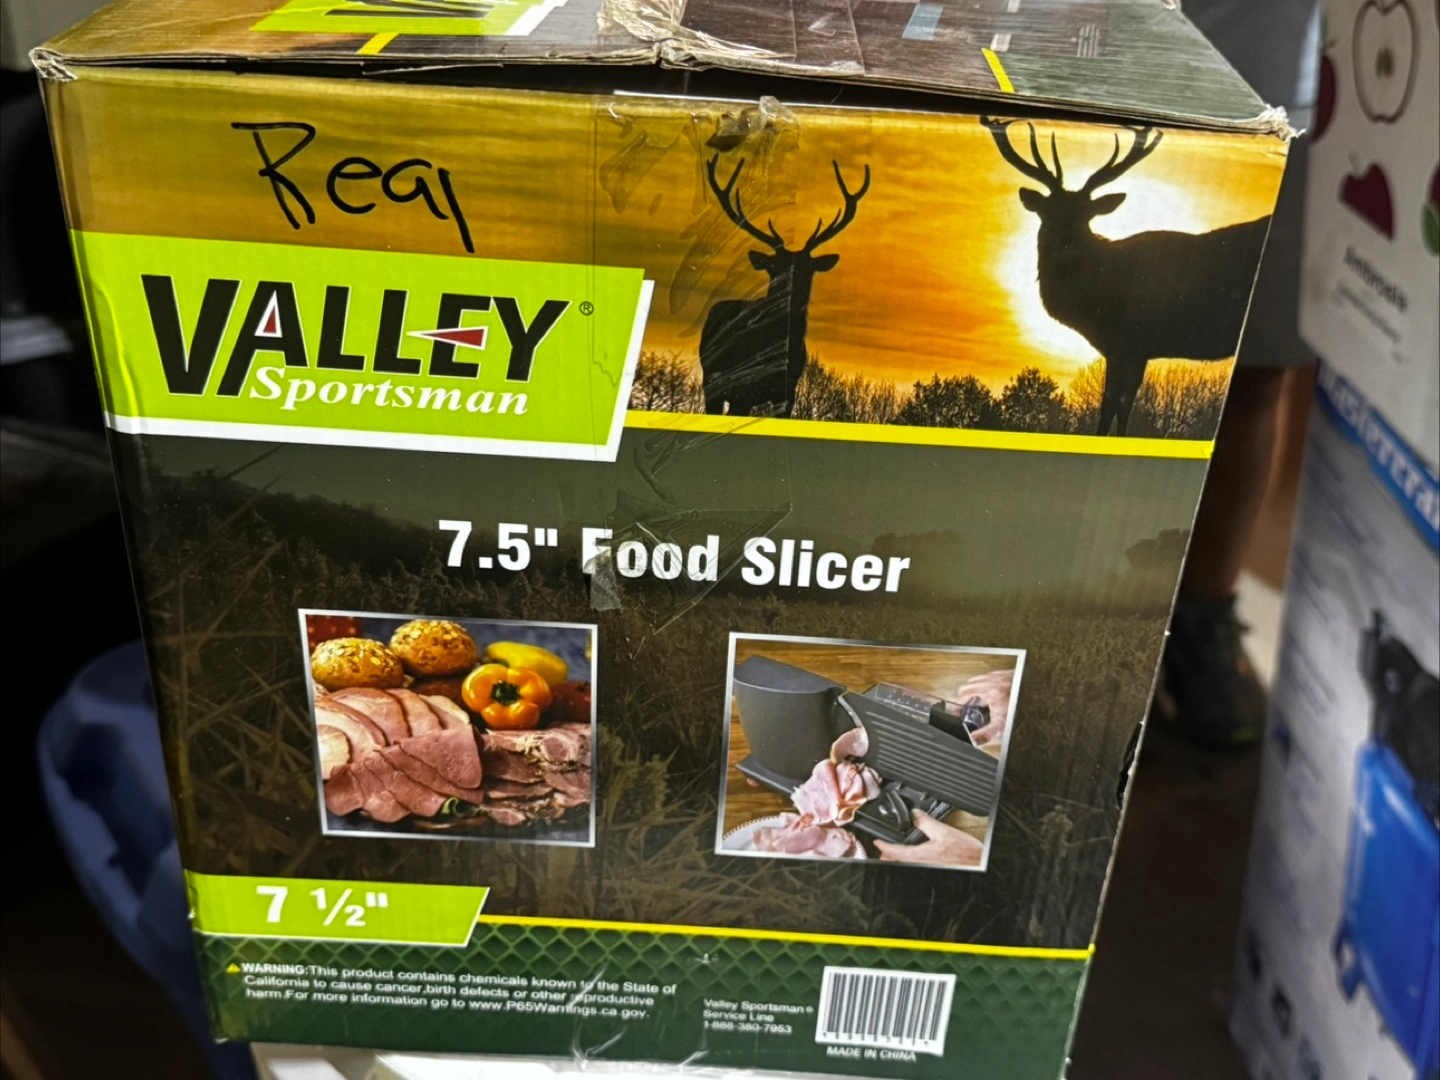 Reay
VALLEY®
Sportsman
7.5" Food Slicer
7 ½"
WARNING:This product contains chemicals known to the State of
California to cause cancer,birth defects or other reproductive
harm.For more information go to www.P65Warnings.ca.gov.
Valley Sportsman®
Service Line
1-888-380-7953
MADE IN CHINA
Ambrosia